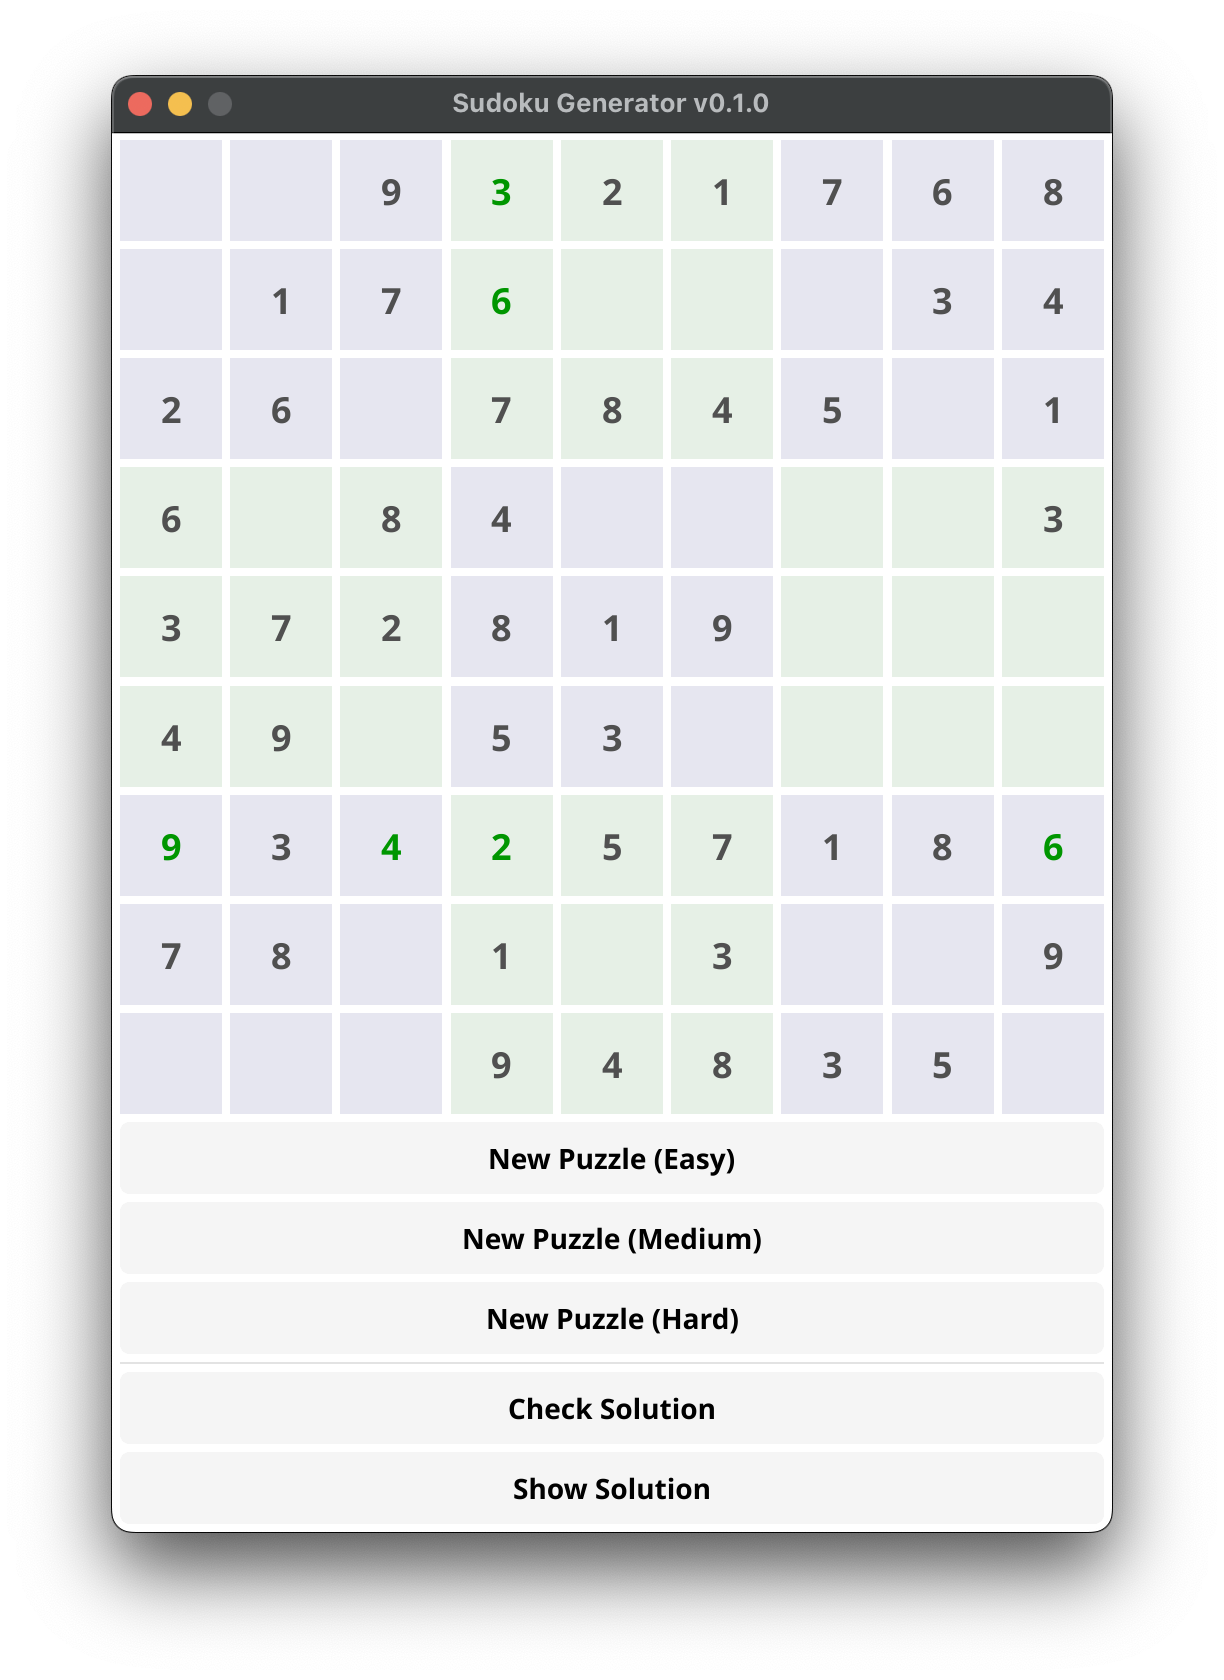 Sudoku Generator v0.1.0
9 3 2 1 7 6 8
1 7 6 3 4
2 6 7 8 4 5 1
6 8 4 3
3 7 2 8 1 9
4 9 5 3
9 3 4 2 5 7 1 8 6
7 8 1 3 9
9 4 8 3 5
New Puzzle (Easy)
New Puzzle (Medium)
New Puzzle (Hard)
Check Solution
Show Solution